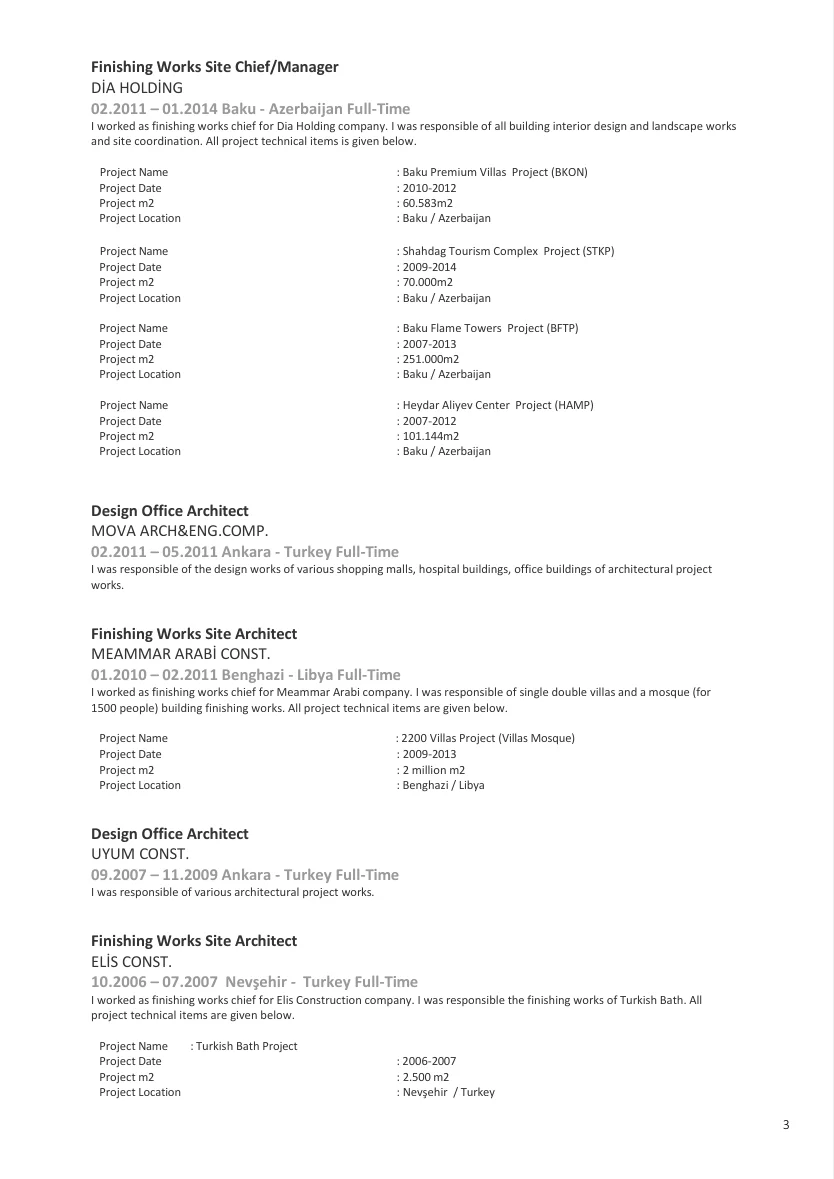 Finishing Works Site Chief/Manager
DİA HOLDİNG
02.2011 – 01.2014 Baku - Azerbaijan Full-Time
I worked as finishing works chief for Dia Holding company. I was responsible of all building interior design and landscape works
and site coordination. All project technical items is given below.
Project Name : Baku Premium Villas Project (BKON)
Project Date : 2010-2012
Project m2 : 60.583m2
Project Location : Baku / Azerbaijan
Project Name : Shahdag Tourism Complex Project (STKP)
Project Date : 2009-2014
Project m2 : 70.000m2
Project Location : Baku / Azerbaijan
Project Name : Baku Flame Towers Project (BFTP)
Project Date : 2007-2013
Project m2 : 251.000m2
Project Location : Baku / Azerbaijan
Project Name : Heydar Aliyev Center Project (HAMP)
Project Date : 2007-2012
Project m2 : 101.144m2
Project Location : Baku / Azerbaijan
Design Office Architect
MOVA ARCH&ENG.COMP.
02.2011 – 05.2011 Ankara - Turkey Full-Time
I was responsible of the design works of various shopping malls, hospital buildings, office buildings of architectural project
works.
Finishing Works Site Architect
MEAMMAR ARABİ CONST.
01.2010 – 02.2011 Benghazi - Libya Full-Time
I worked as finishing works chief for Meammar Arabi company. I was responsible of single double villas and a mosque (for
1500 people) building finishing works. All project technical items are given below.
Project Name : 2200 Villas Project (Villas Mosque)
Project Date : 2009-2013
Project m2 : 2 million m2
Project Location : Benghazi / Libya
Design Office Architect
UYUM CONST.
09.2007 – 11.2009 Ankara - Turkey Full-Time
I was responsible of various architectural project works.
Finishing Works Site Architect
ELİS CONST.
10.2006 – 07.2007 Nevşehir - Turkey Full-Time
I worked as finishing works chief for Elis Construction company. I was responsible the finishing works of Turkish Bath. All
project technical items are given below.
Project Name : Turkish Bath Project
Project Date : 2006-2007
Project m2 : 2.500 m2
Project Location : Nevşehir / Turkey
3